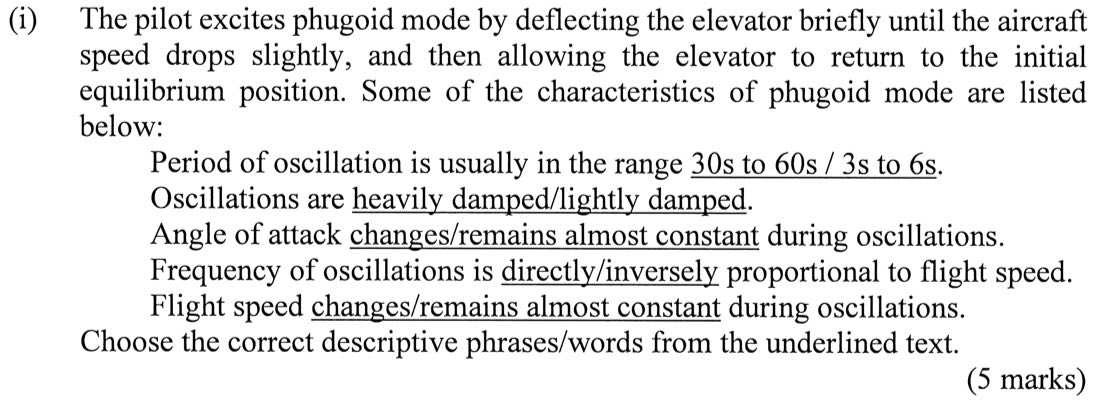 (i) The pilot excites phugoid mode by deflecting the elevator briefly until the aircraft
speed drops slightly, and then allowing the elevator to return to the initial
equilibrium position. Some of the characteristics of phugoid mode are listed
below:
Period of oscillation is usually in the range 30s to 60s / 3s to 6s.
Oscillations are heavily damped/lightly damped.
Angle of attack changes/remains almost constant during oscillations.
Frequency of oscillations is directly/inversely proportional to flight speed.
Flight speed changes/remains almost constant during oscillations.
Choose the correct descriptive phrases/words from the underlined text.
(5 marks)